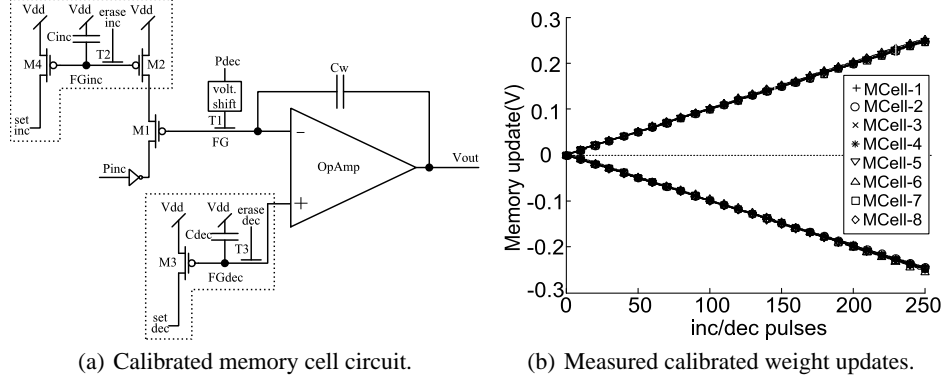 Vdd
Vdd
erase
inc
Vdd
Cinc
M4
T2
M2
FGinc
set
inc
M1
Pinc
Pdec
volt.
shift
T1
FG
Cw
−
+
OpAmp
Vout
Vdd
Vdd
erase
dec
Cdec
M3
T3
FGdec
set
dec
(a) Calibrated memory cell circuit.
Memory update(V)
0.3
0.2
0.1
0
-0.1
-0.2
-0.3
0
50
100
150
200
250
inc/dec pulses
MCell-1
MCell-2
MCell-3
MCell-4
MCell-5
MCell-6
MCell-7
MCell-8
(b) Measured calibrated weight updates.